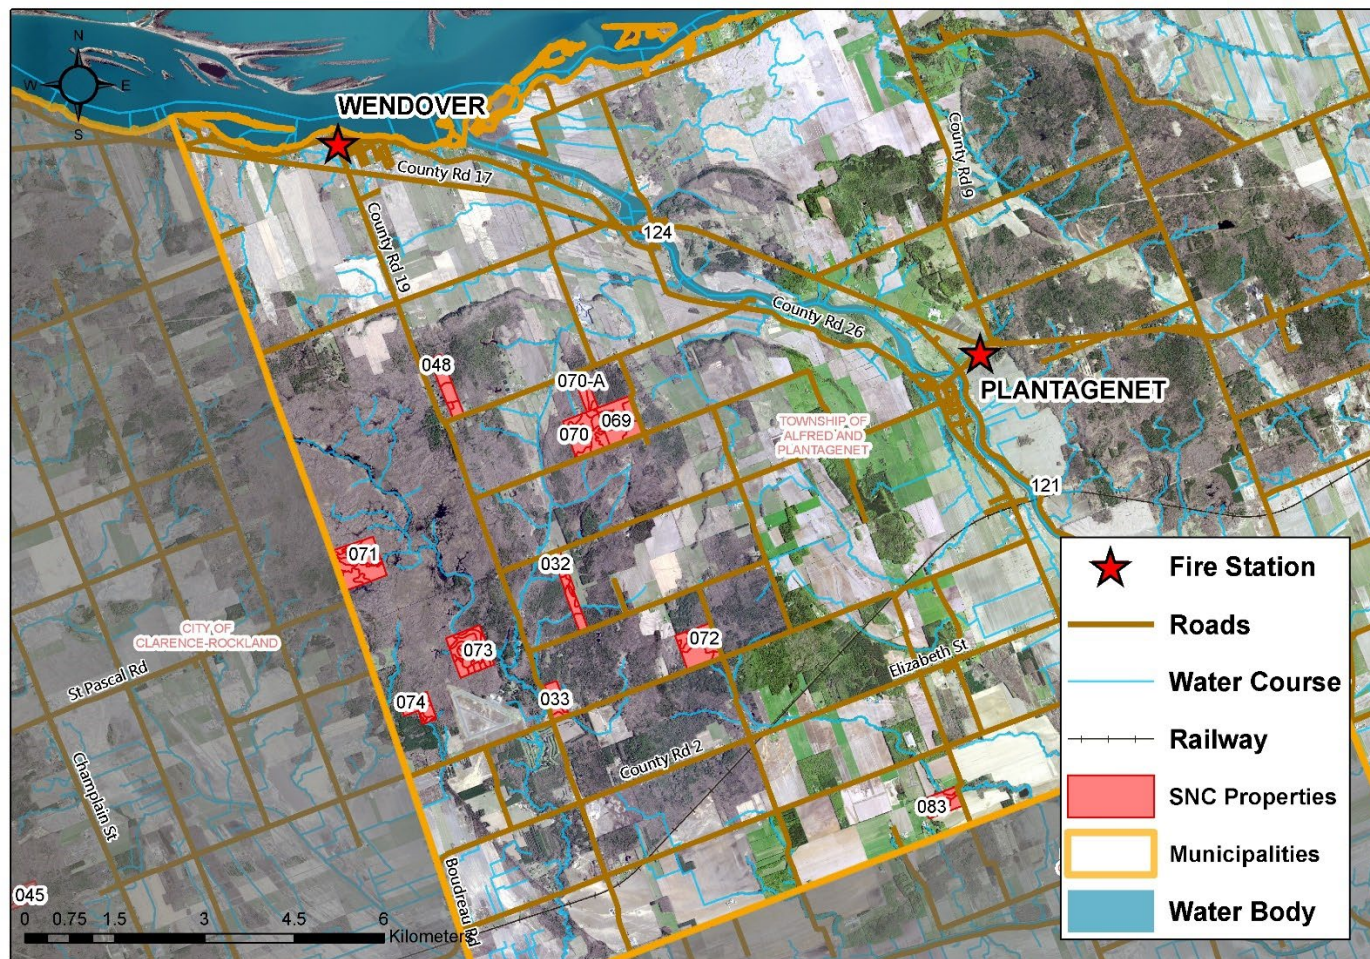 N
W
E
S
WENDOVER
County Rd 17
County Rd 9
124
County Rd 19
County Rd 26
048
070-A
PLANTAGENET
069
070
TOWNSHIP OF
ALFRED AND
PLANTAGENET
121
071
032
Fire Station
Roads
CITY OF
CLARENCE-ROCKLAND
073
072
Elizabeth St
St Pascal Rd
Water Course
074
033
Railway
County Rd 2
Champlain St
083
SNC Properties
Municipalities
Boudreau Rd
045
Water Body
0 0.75 1.5 3 4.5 6
Kilometers